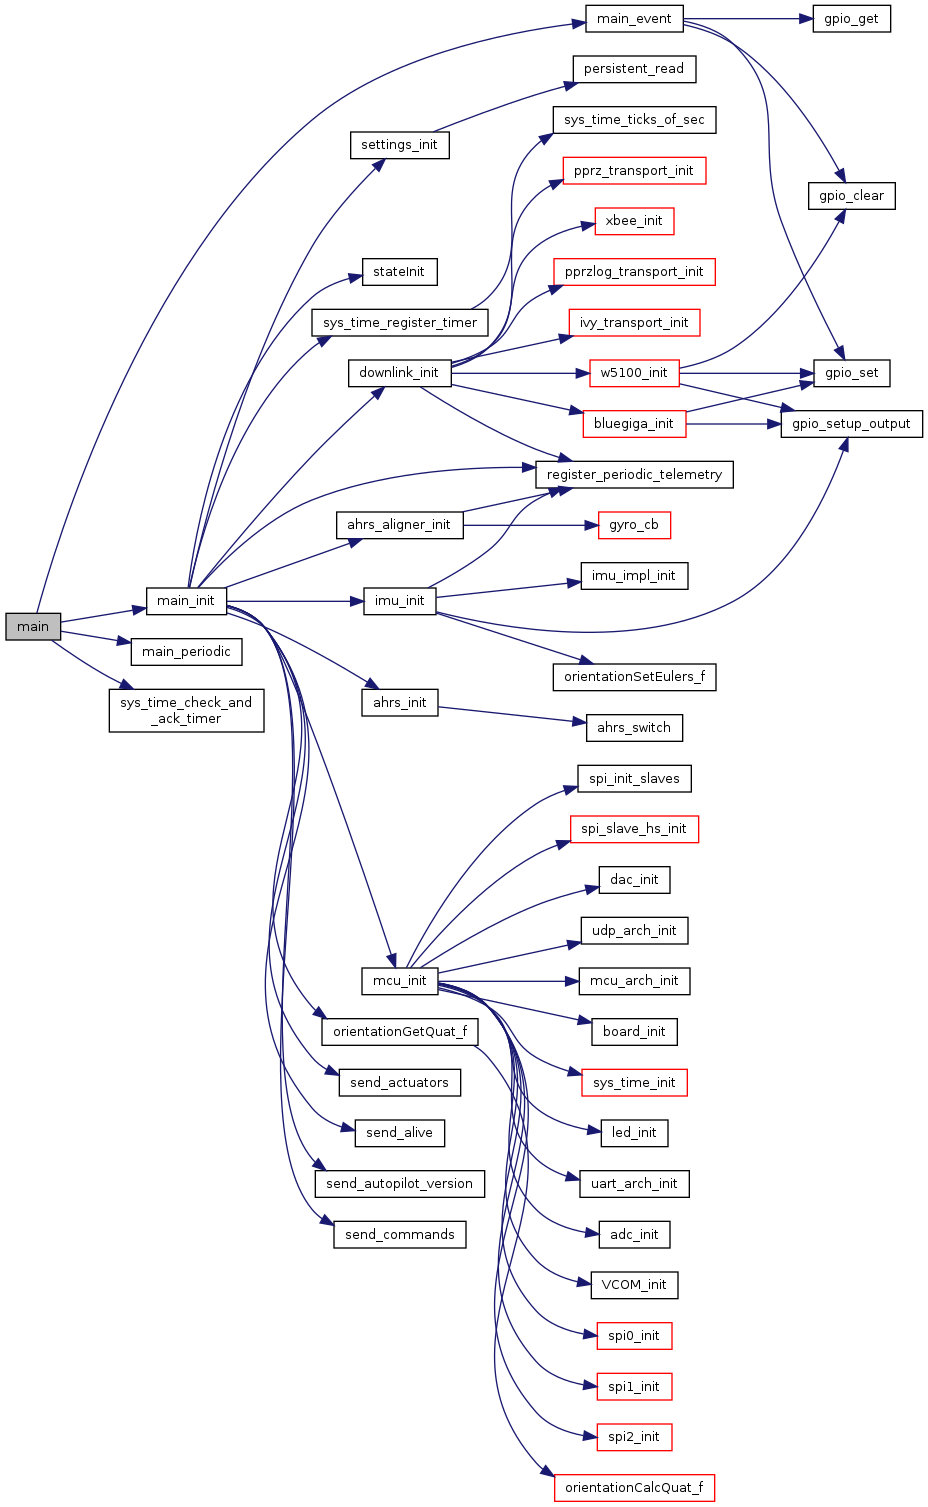 main_event
gpio_get
persistent_read
sys_time_ticks_of_sec
settings_init
pprz_transport_init
gpio_clear
xbee_init
stateInit
pprzlog_transport_init
sys_time_register_timer
ivy_transport_init
downlink_init
w5100_init
gpio_set
bluegiga_init
gpio_setup_output
register_periodic_telemetry
ahrs_aligner_init
gyro_cb
imu_impl_init
main_init
imu_init
main
main_periodic
orientationSetEulers_f
sys_time_check_and
_ack_timer
ahrs_init
ahrs_switch
spi_init_slaves
spi_slave_hs_init
dac_init
udp_arch_init
mcu_init
mcu_arch_init
orientationGetQuat_f
board_init
send_actuators
sys_time_init
send_alive
led_init
send_autopilot_version
uart_arch_init
send_commands
adc_init
VCOM_init
spi0_init
spi1_init
spi2_init
orientationCalcQuat_f